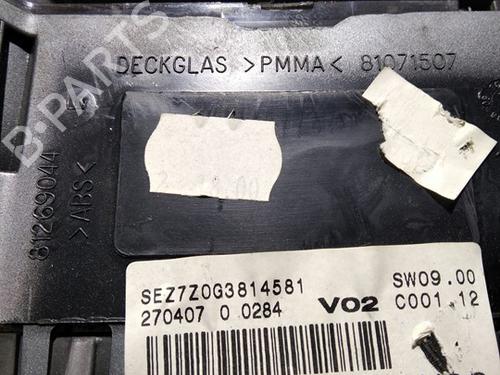 DECKGLAS >PMMA< 81071507
81269044
>ABS<
B-PARTS
SEZ7Z0G3814581
270407 0 0284
V02
SW09.00
C001.12